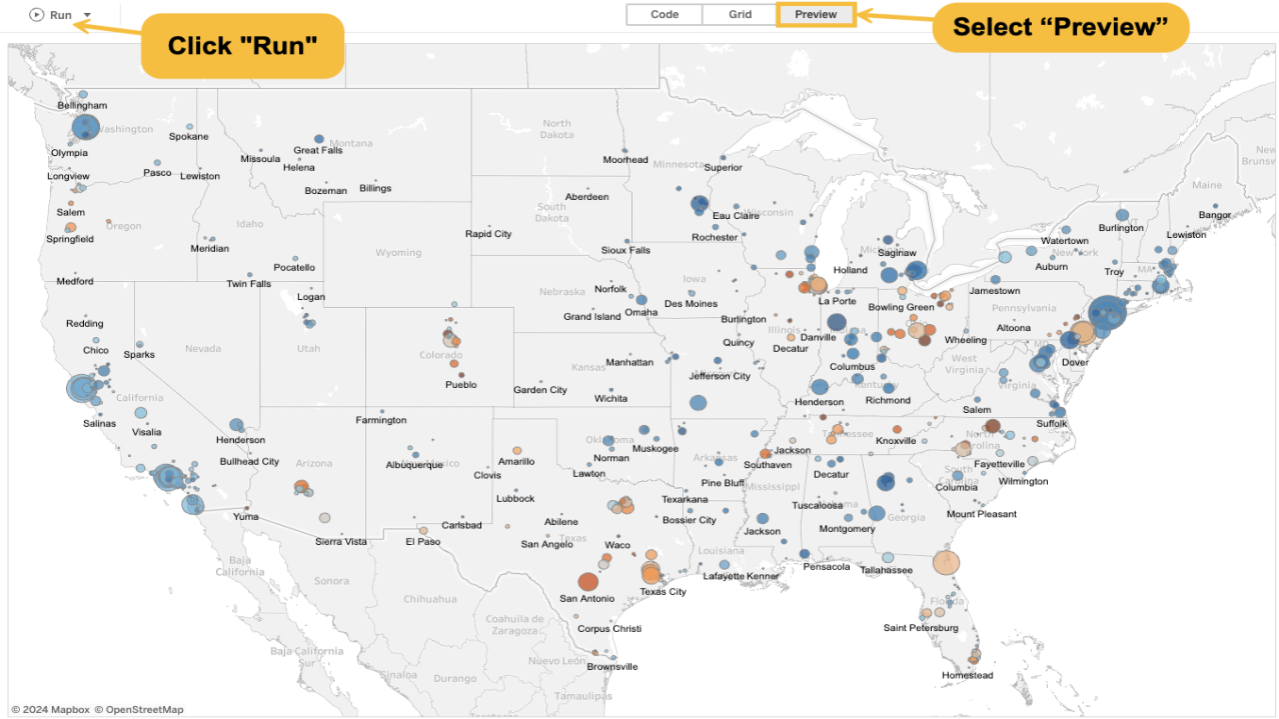 Run
Code
Grid
Preview
Click "Run"
Select “Preview”
Bellingham
Washington
Spokane
Olympia
Longview
Pasco
Lewiston
Missoula
Great Falls
Montana
Helena
Bozeman
Billings
North
Dakota
Moorhead
Minnesota
Superior
Maine
New
Brunsw
Salem
Oregon
Springfield
Idaho
Meridian
Medford
Pocatello
Twin Falls
Logan
Wyoming
Aberdeen
South
Dakota
Rapid City
Sioux Falls
Eau Claire
Wisconsin
Rochester
Bangor
Burlington
Lewiston
Watertown
New York
Auburn
Troy
MA
Saginaw
Holland
Jamestown
Iowa
Nebraska
Norfolk
Omaha
Grand Island
Des Moines
La Porte
Bowling Green
Pennsylvania
Altoona
Redding
Chico
Sparks
Nevada
Utah
Colorado
Pueblo
Burlington
Quincy
Illinois
Danville
Decatur
Wheeling
West
Virginia
Dover
Kansas
Manhattan
Garden City
Wichita
Jefferson City
Columbus
Kentucky
Henderson
Richmond
Virginia
Salem
Suffolk
California
Salinas
Visalia
Henderson
Bullhead City
Arizona
Farmington
Albuquerque
Amarillo
Clovis
Lubbock
Oklahoma
Norman
Muskogee
Lawton
Arkansas
Pine Bluff
Tennessee
Jackson
Southaven
Knoxville
North
Carolina
Fayetteville
Wilmington
South
Carolina
Columbia
Mount Pleasant
Decatur
Mississippi
Tuscaloosa
Alabama
Montgomery
Georgia
Yuma
Sierra Vista
El Paso
Carlsbad
Abilene
San Angelo
Texas
Waco
Texarkana
Bossier City
Jackson
Louisiana
Lafayette
Kenner
Pensacola
Tallahassee
Baja
California
Sonora
Chihuahua
San Antonio
Texas City
Corpus Christi
Coahuila de
Zaragoza
Florida
Saint Petersburg
Homestead
Baja California
Sur
Sinaloa
Durango
Nuevo León
Brownsville
Tamaulipas
© 2024 Mapbox © OpenStreetMap